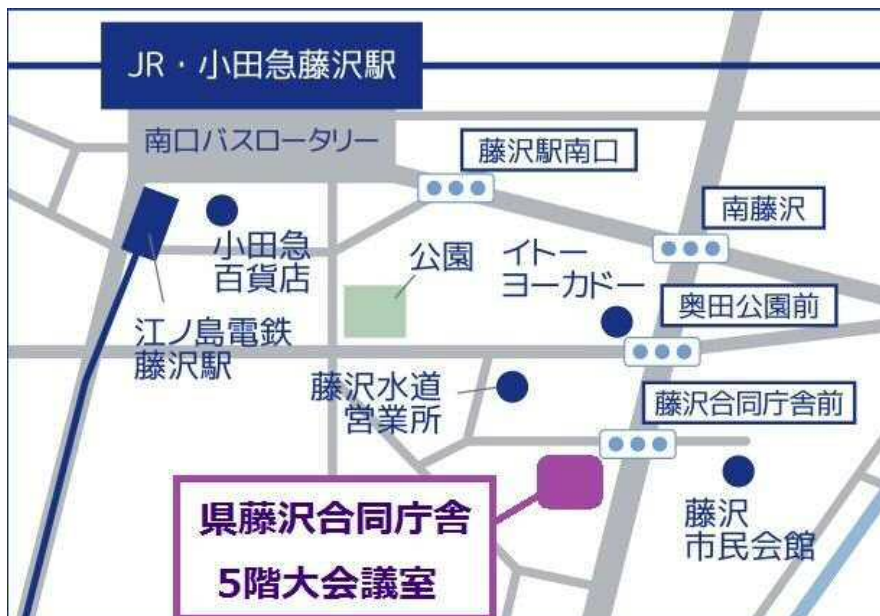 JR・小田急藤沢駅
南口バスロータリー
藤沢駅南口
南藤沢
小田急
百貨店
公園
イトー
ヨーカドー
奥田公園前
江ノ島電鉄
藤沢駅
藤沢水道
営業所
藤沢合同庁舎前
県藤沢合同庁舎
5階大会議室
藤沢
市民会館